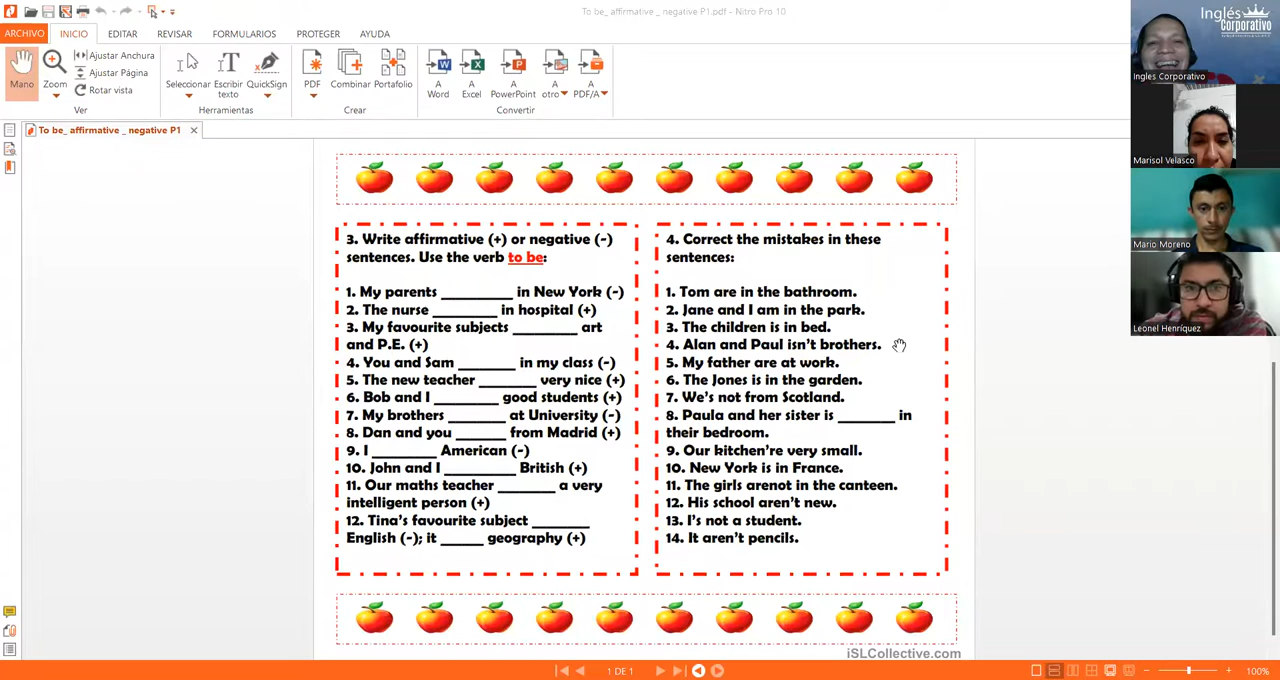 To be_ affirmative _ negative P1.pdf - Nitro Pro 10
ARCHIVO INICIO EDITAR REVISAR FORMULARIOS PROTEGER AYUDA
Mano
Zoom
Ajustar Anchura
Ajustar Página
Rotar vista
Ver
Seleccionar
Escribir texto
QuickSign
Herramientas
PDF
Combinar
Portafolio
Crear
A Word
A Excel
A PowerPoint
A otro
A PDF/A
Convertir
To be_ affirmative _ negative P1
3. Write affirmative (+) or negative (-)
sentences. Use the verb to be:
1. My parents __________ in New York (-)
2. The nurse _________ in hospital (+)
3. My favourite subjects _________ art
and P.E. (+)
4. You and Sam ________ in my class (-)
5. The new teacher ________ very nice (+)
6. Bob and I ________ good students (+)
7. My brothers ________ at University (-)
8. Dan and you _______ from Madrid (+)
9. I _________ American (-)
10. John and I __________ British (+)
11. Our maths teacher ________ a very
intelligent person (+)
12. Tina's favourite subject ________
English (-); it ______ geography (+)
4. Correct the mistakes in these
sentences:
1. Tom are in the bathroom.
2. Jane and I am in the park.
3. The children is in bed.
4. Alan and Paul isn't brothers.
5. My father are at work.
6. The Jones is in the garden.
7. We's not from Scotland.
8. Paula and her sister is ________ in
their bedroom.
9. Our kitchen're very small.
10. New York is in France.
11. The girls arenot in the canteen.
12. His school aren't new.
13. I's not a student.
14. It aren't pencils.
iSLCollective.com
1 DE 1
100%
Inglés
Corporativo
Ingles Corporativo
Marisol Velasco
Mario Moreno
Leonel Henríquez